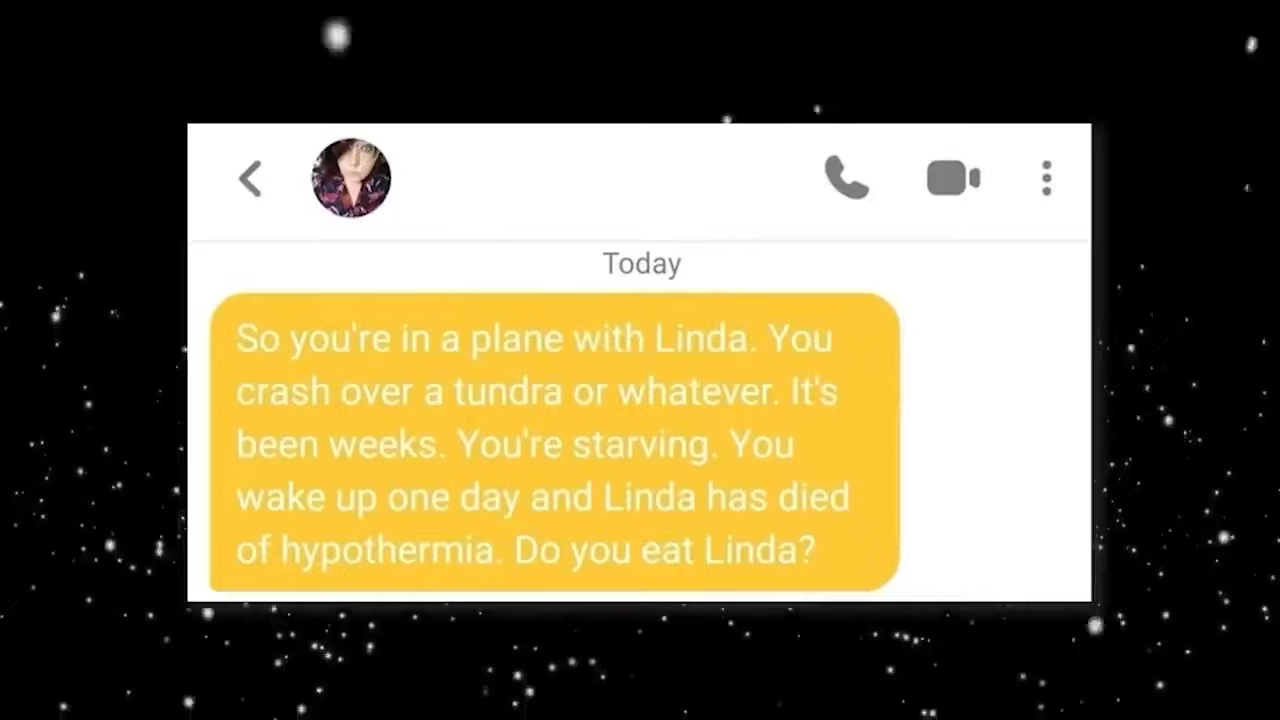 Today
So you're in a plane with Linda. You
crash over a tundra or whatever. It's
been weeks. You're starving. You
wake up one day and Linda has died
of hypothermia. Do you eat Linda?